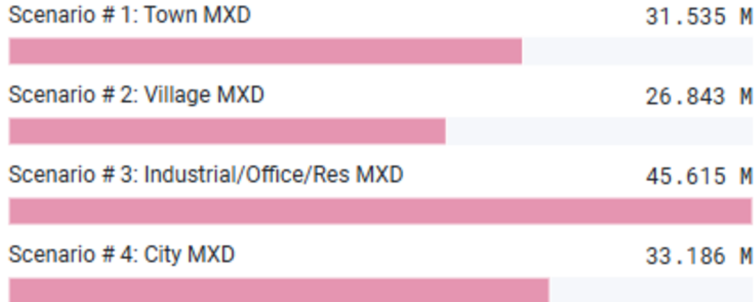 Scenario # 1: Town MXD 31.535 M
Scenario # 2: Village MXD 26.843 M
Scenario # 3: Industrial/Office/Res MXD 45.615 M
Scenario # 4: City MXD 33.186 M